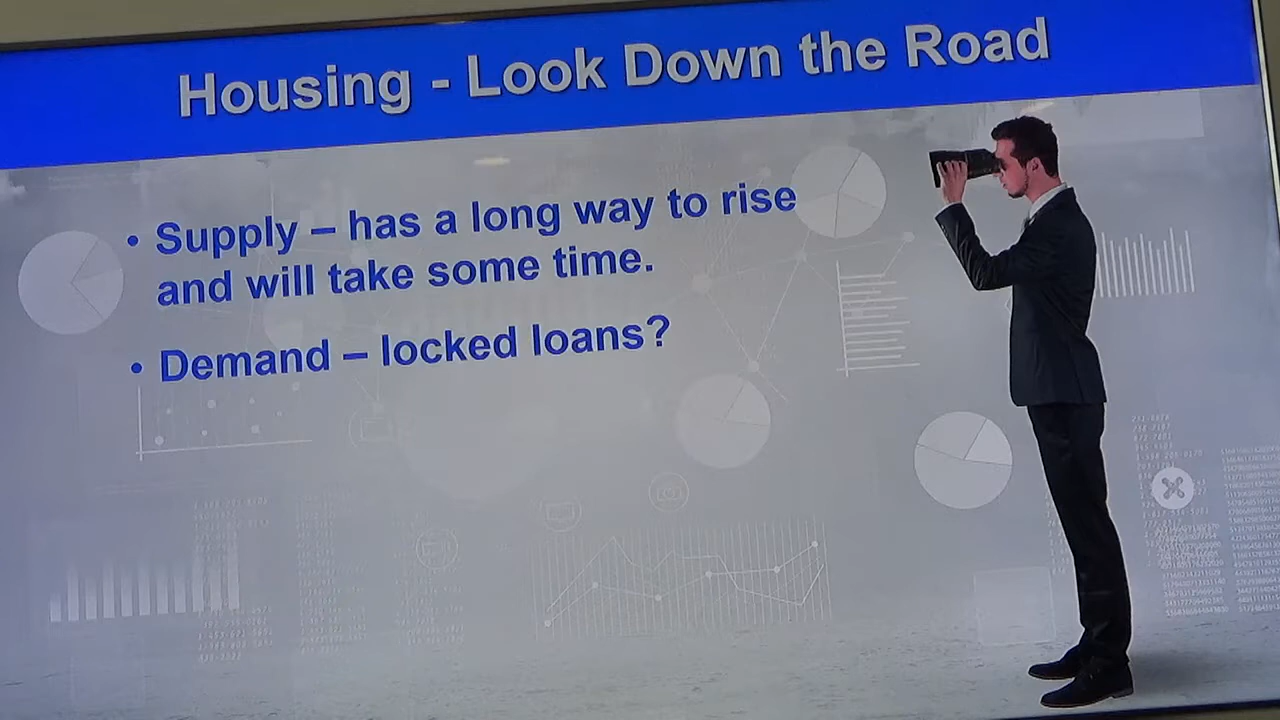 Housing - Look Down the Road
• Supply – has a long way to rise
and will take some time.
• Demand – locked loans?